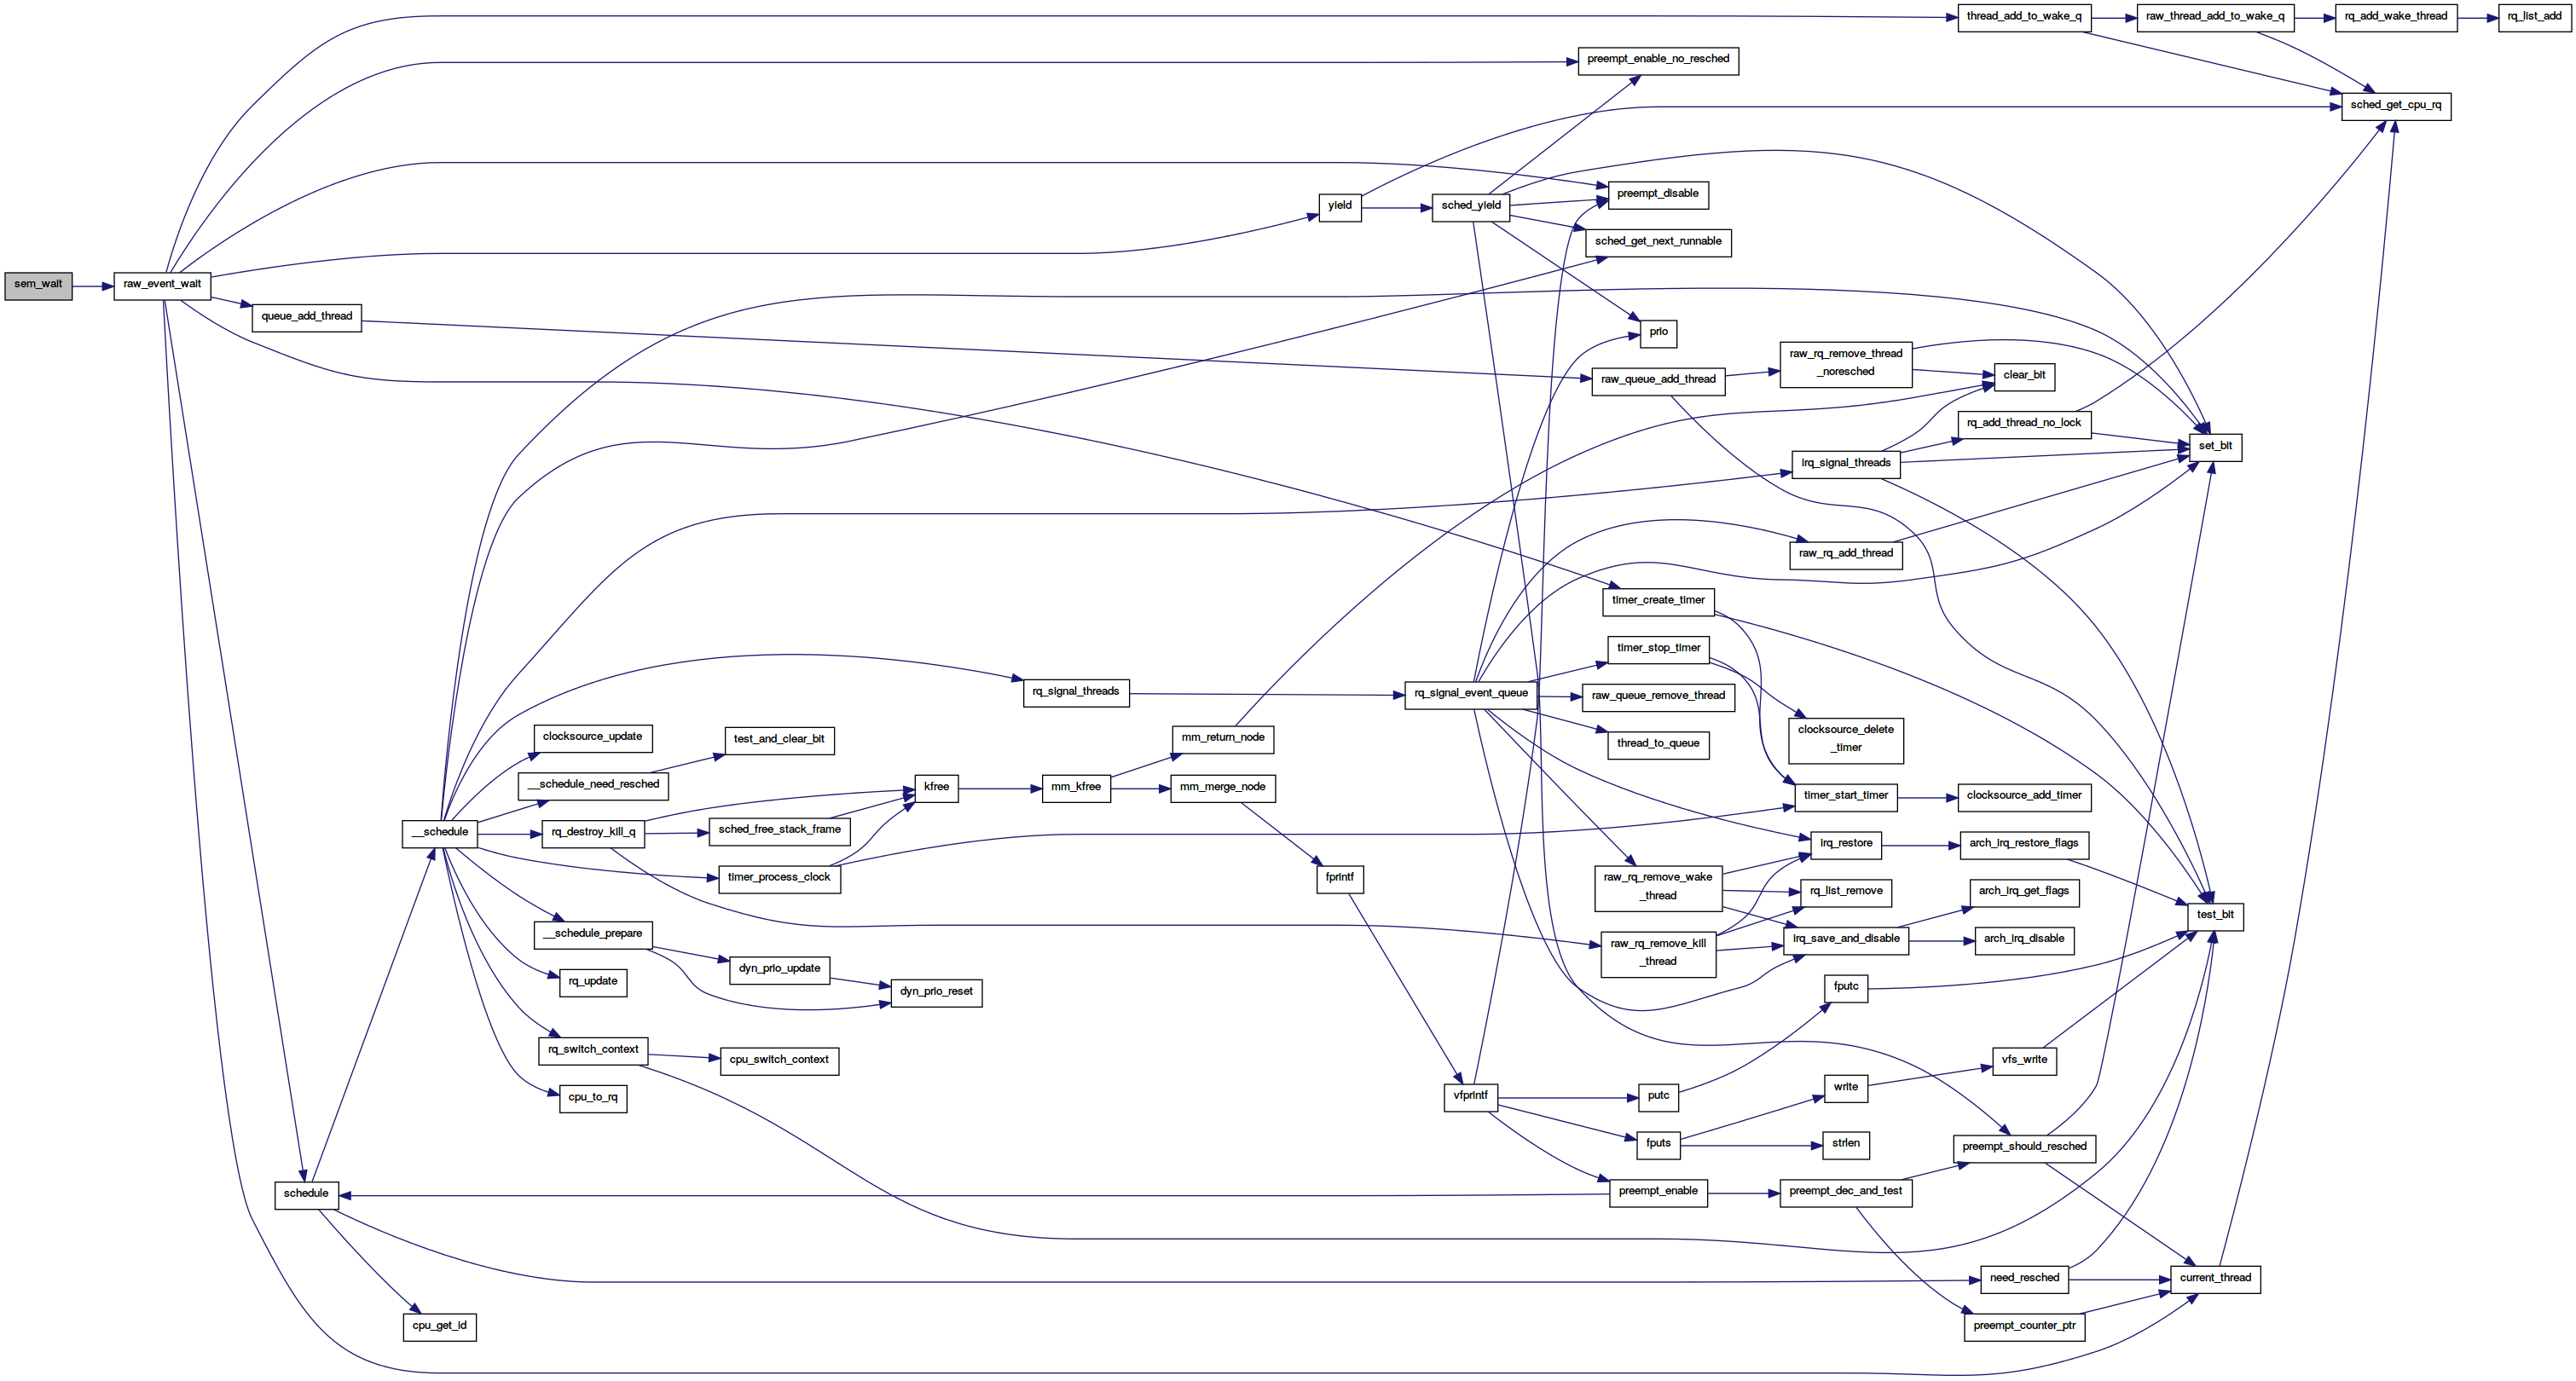 thread_add_to_wake_q
raw_thread_add_to_wake_q
rq_add_wake_thread
rq_list_add
preempt_enable_no_resched
sched_get_cpu_rq
yield
sched_yield
preempt_disable
sched_get_next_runnable
sem_wait
raw_event_wait
queue_add_thread
prio
raw_queue_add_thread
raw_rq_remove_thread
_noresched
clear_bit
rq_add_thread_no_lock
set_bit
irq_signal_threads
raw_rq_add_thread
timer_create_timer
timer_stop_timer
rq_signal_threads
rq_signal_event_queue
raw_queue_remove_thread
clocksource_update
test_and_clear_bit
mm_return_node
thread_to_queue
clocksource_delete
_timer
__schedule_need_resched
kfree
mm_kfree
mm_merge_node
timer_start_timer
clocksource_add_timer
__schedule
rq_destroy_kill_q
sched_free_stack_frame
irq_restore
arch_irq_restore_flags
timer_process_clock
fprintf
raw_rq_remove_wake
_thread
rq_list_remove
arch_irq_get_flags
test_bit
__schedule_prepare
raw_rq_remove_kill
_thread
irq_save_and_disable
arch_irq_disable
dyn_prio_update
rq_update
dyn_prio_reset
fputc
rq_switch_context
cpu_switch_context
vfs_write
cpu_to_rq
vfprintf
putc
write
fputs
strlen
preempt_should_resched
schedule
preempt_enable
preempt_dec_and_test
need_resched
current_thread
cpu_get_id
preempt_counter_ptr